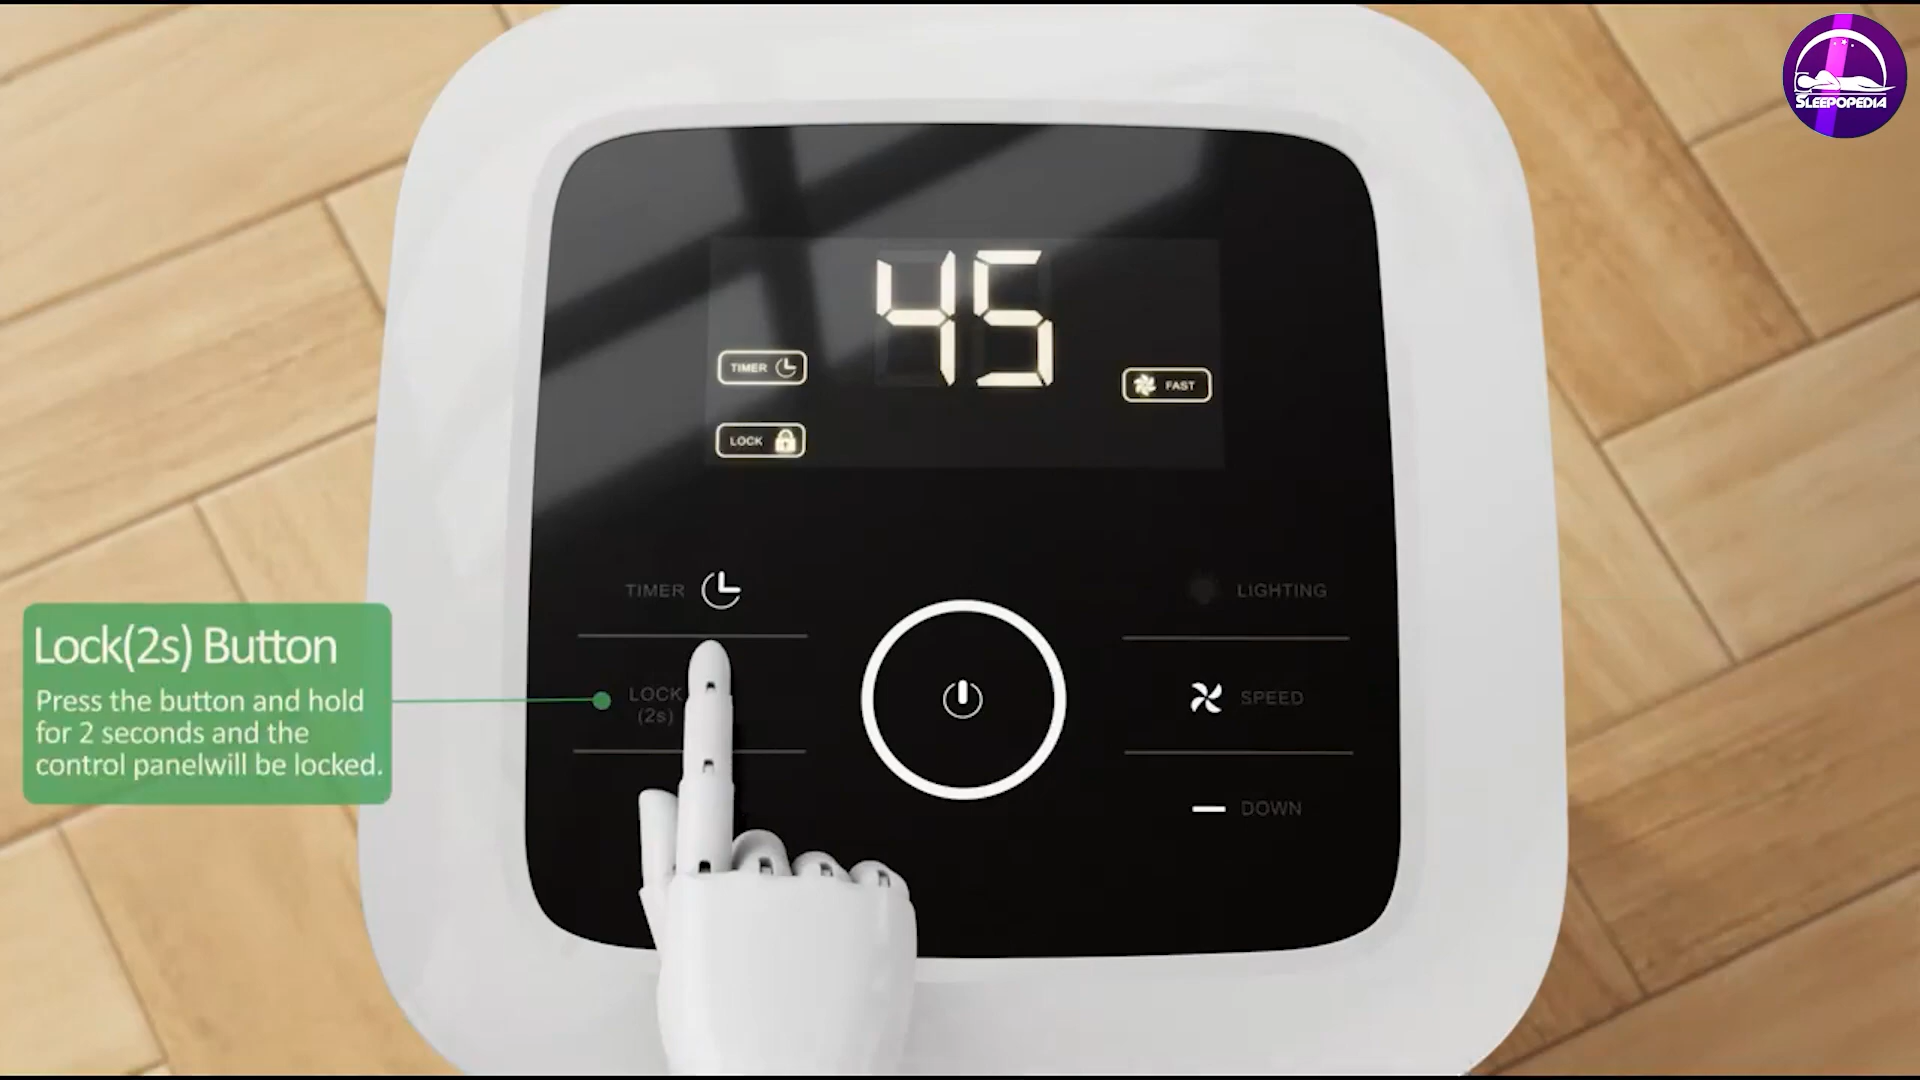 SLEEPOPEDIA
45
TIMER
FAST
LOCK
TIMER
LIGHTING
Lock(2s) Button
Press the button and hold
for 2 seconds and the
control panelwill be locked.
LOCK
(2s)
SPEED
DOWN